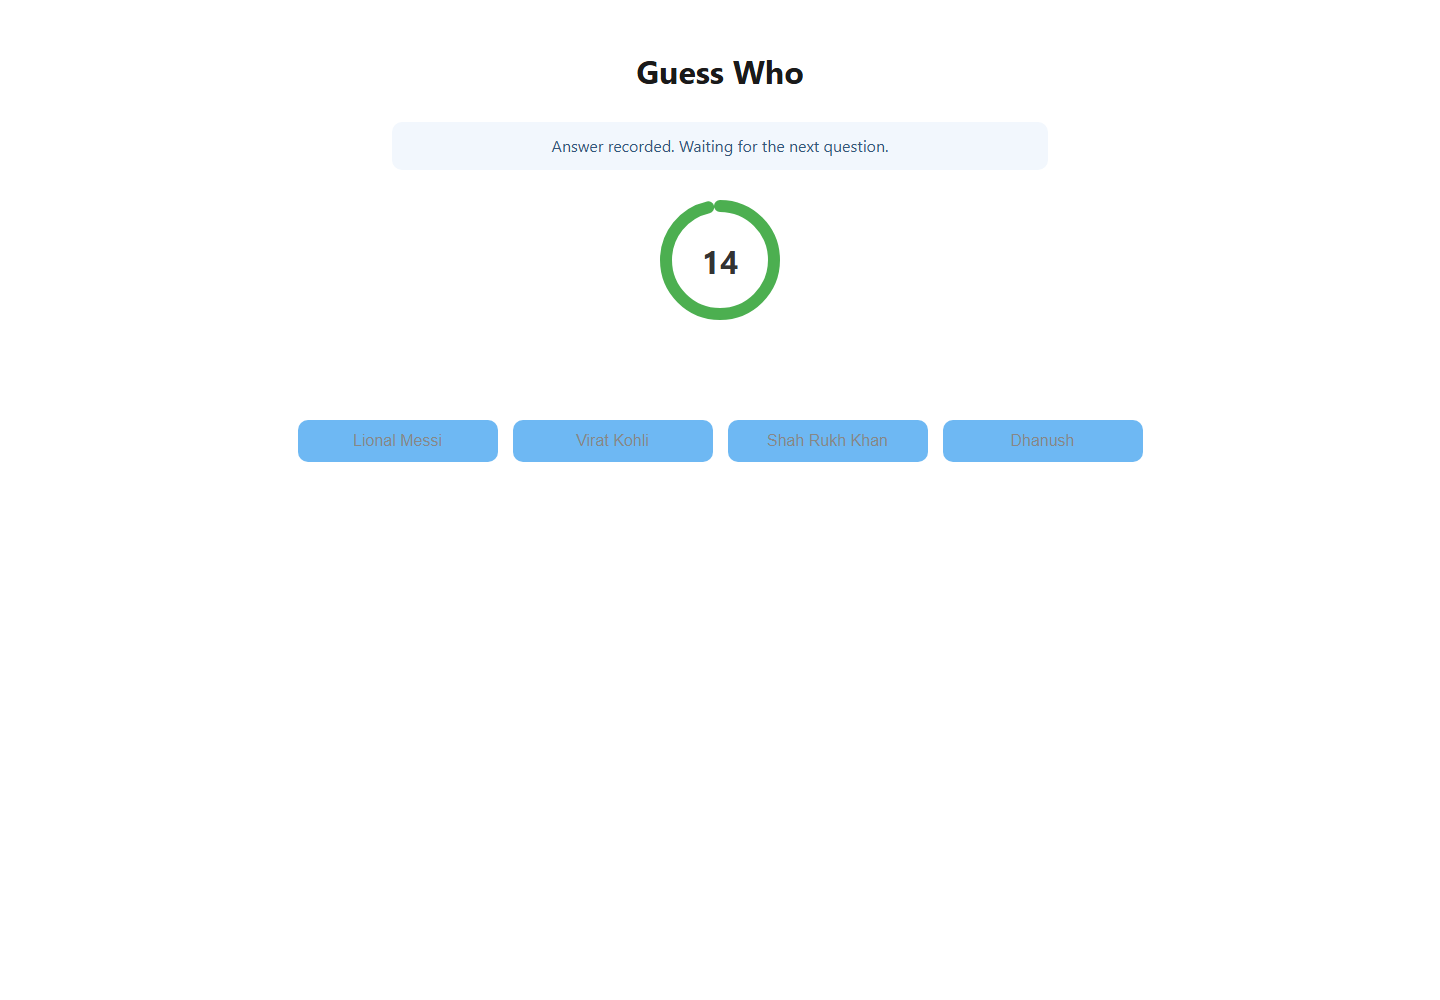 Guess Who
Answer recorded. Waiting for the next question.
14
Lional Messi
Virat Kohli
Shah Rukh Khan
Dhanush